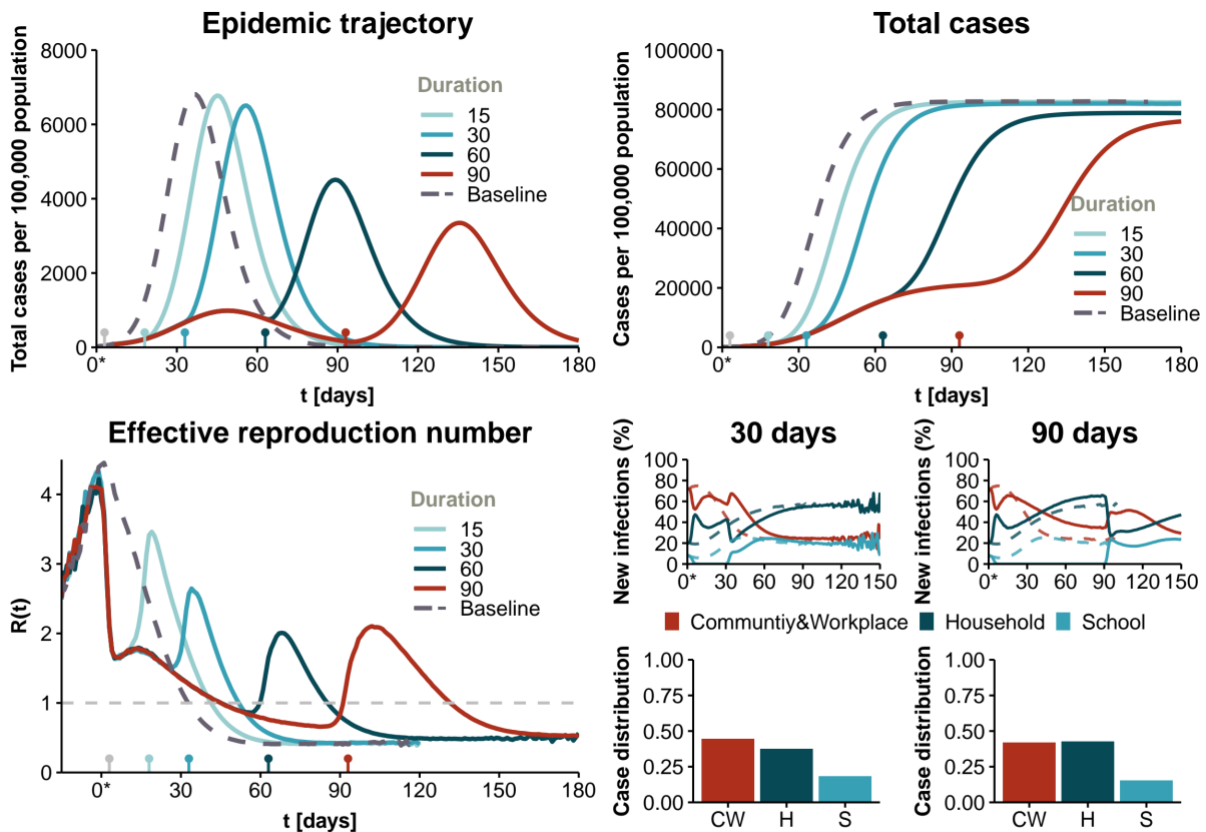 Epidemic trajectory
Total cases per 100,000 population
8000
6000
4000
2000
0
Duration
15
30
60
90
Baseline
0* 30 60 90 120 150 180
t [days]
Total cases
Cases per 100,000 population
100000
80000
60000
40000
20000
0
Duration
15
30
60
90
Baseline
0* 30 60 90 120 150 180
t [days]
Effective reproduction number
R(t)
4
3
2
1
0
Duration
15
30
60
90
Baseline
0* 30 60 90 120 150 180
t [days]
30 days
New infections (%)
100
80
60
40
20
0
0* 30 60 90 120 150
90 days
New infections (%)
100
80
60
40
20
0
0* 30 60 90 120 150
Communtiy&Workplace Household School
Case distribution
1.00
0.75
0.50
0.25
0.00
CW H S
Case distribution
1.00
0.75
0.50
0.25
0.00
CW H S